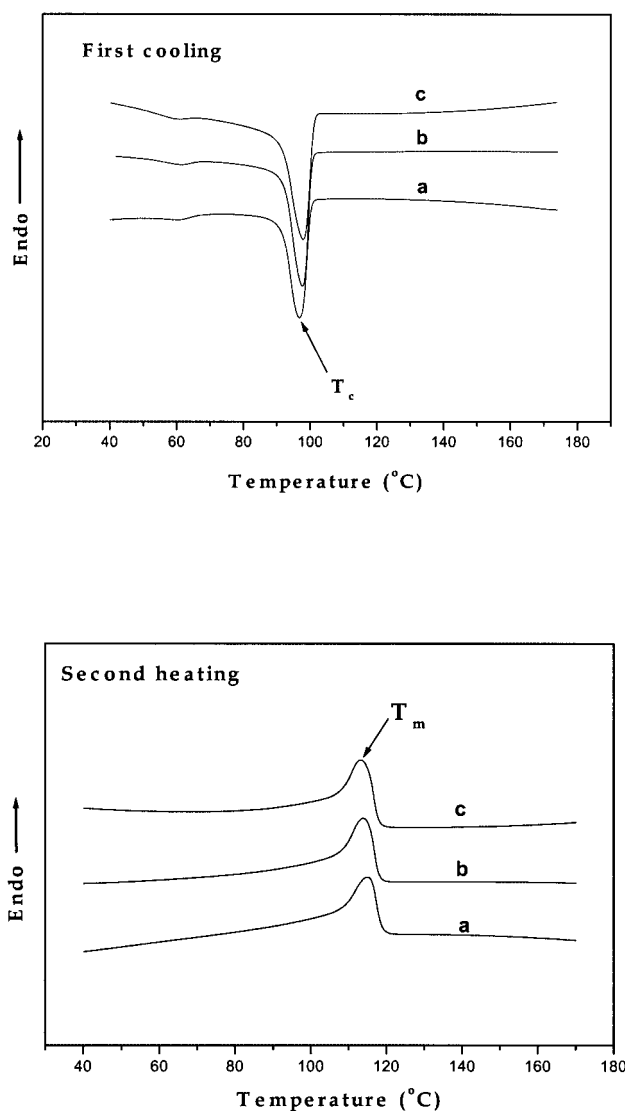 First cooling
c
b
a
Endo
T c
20 40 60 80 100 120 140 160 180
Temperature (°C)
Second heating
T m
c
b
a
Endo
40 60 80 100 120 140 160 180
Temperature (°C)